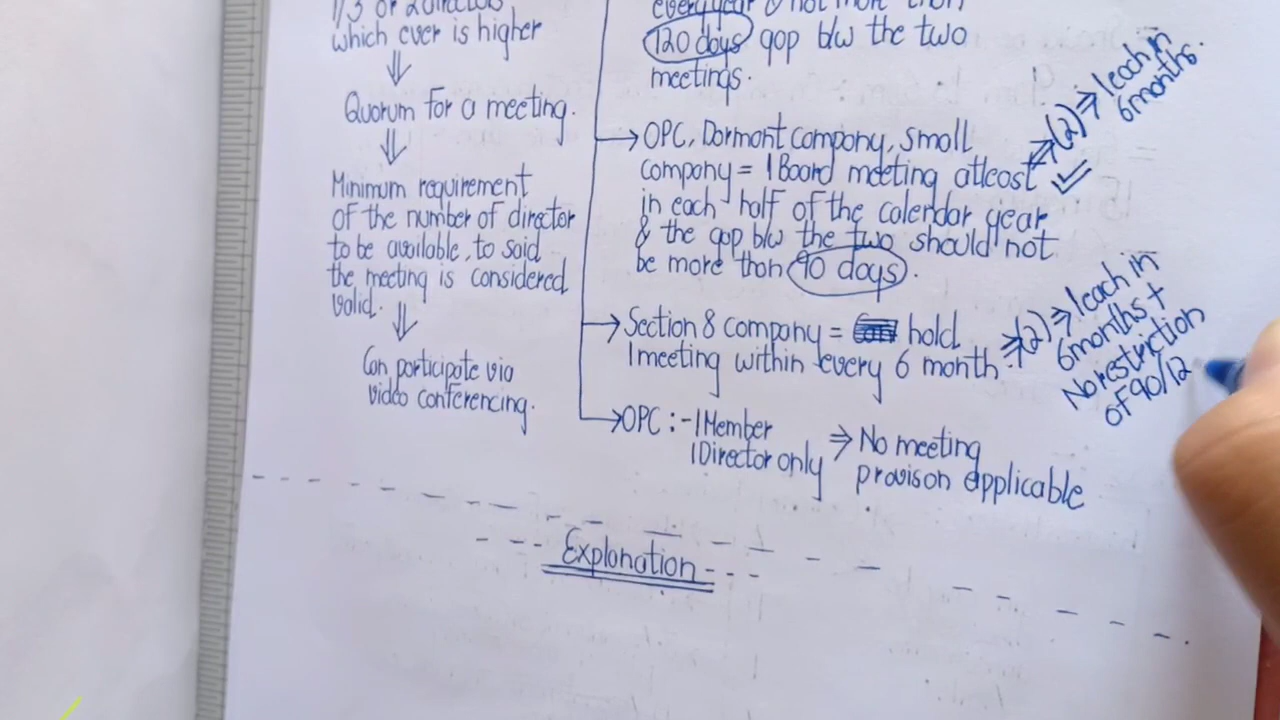 1/3 or 2 Directors
which ever is higher
Quorum for a meeting.
Minimum requirement
of the number of director
to be available, to said
the meeting is considered
valid.
Can participate via
video conferencing.
every year & not more than
120 days gap b/w the two
meetings.
OPC, Dormant company, small
company = 1 Board meeting atleast
in each half of the calendar year
& the gap b/w the two should not
be more than 90 days.
⇒ (2) ⇒ 1 each in
6 months.
Section 8 company = hold
1 meeting within every 6 month.
⇒ (2) ⇒ 1 each in
6 months +
No restriction
of 90/12
OPC :- 1 Member
1 Director only
⇒ No meeting
provison applicable
--- Explanation ---